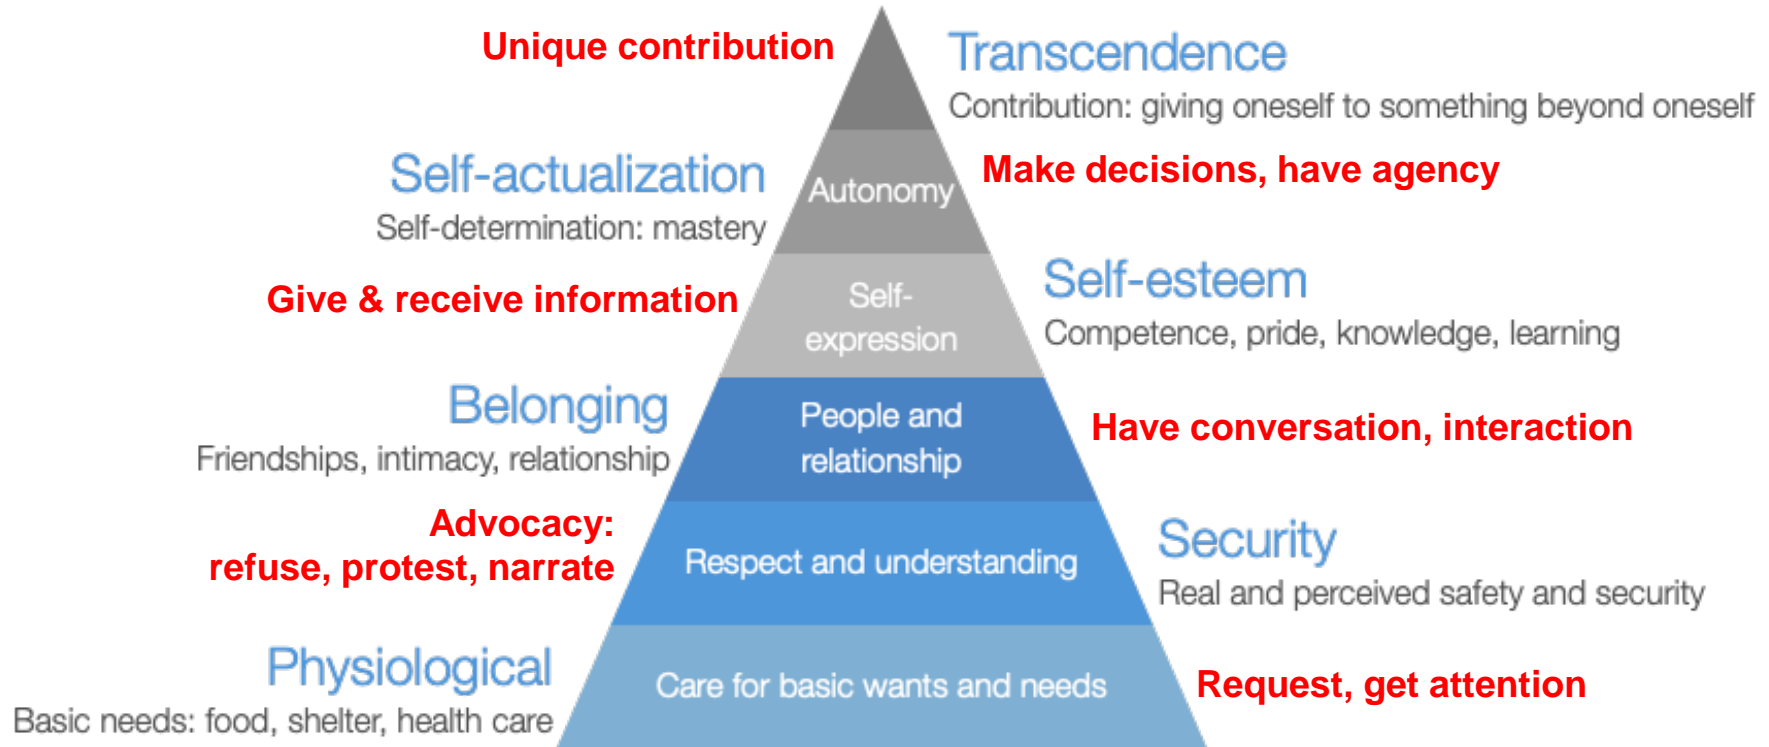 Unique contribution
Transcendence
Contribution: giving oneself to something beyond oneself
Self-actualization
Self-determination: mastery
Autonomy
Make decisions, have agency
Give & receive information
Self-
expression
Self-esteem
Competence, pride, knowledge, learning
Belonging
Friendships, intimacy, relationship
People and
relationship
Have conversation, interaction
Advocacy:
refuse, protest, narrate
Respect and understanding
Security
Real and perceived safety and security
Physiological
Basic needs: food, shelter, health care
Care for basic wants and needs
Request, get attention